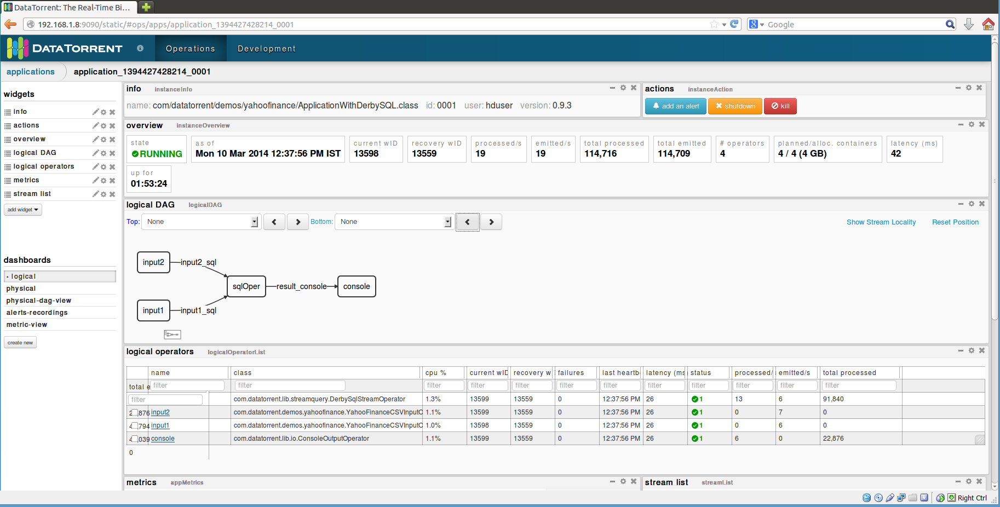 DataTorrent: The Real-Time Bi...
192.168.1.8:9090/static/#ops/apps/application_1394427428214_0001
Google
DATATORRENT
Operations
Development
applications
application_1394427428214_0001
widgets
info
actions
overview
logical DAG
logical operators
metrics
stream list
add widget
dashboards
- logical
physical
physical-dag-view
alerts-recordings
metric-view
create new
info instanceInfo
name: com/datatorrent/demos/yahoofinance/ApplicationWithDerbySQL.class id: 0001 user: hduser version: 0.9.3
actions instanceAction
add an alert shutdown kill
overview instanceOverview
state
RUNNING
as of
Mon 10 Mar 2014 12:37:56 PM IST
current wID
13598
recovery wID
13559
processed/s
19
emitted/s
19
total processed
114,716
total emitted
114,709
# operators
4
planned/alloc. containers
4 / 4 (4 GB)
latency (ms)
42
up for
01:53:24
logical DAG logicalDAG
Top: None Bottom: None Show Stream Locality Reset Position
input2 input2_sql
sqlOper result_console console
input1 input1_sql
logical operators logicalOperatorList
name class cpu % current wID recovery w failures last heartb latency (ms status processed/ emitted/s total processed
total e filter filter filter filter filter filter filter filter filter filter filter filter
filter com.datatorrent.lib.streamquery.DerbySqlStreamOperator 1.3% 13599 13559 0 12:37:56 PM 26 1 13 6 91,840
2 ,876 input2 com.datatorrent.demos.yahoofinance.YahooFinanceCSVInputO 1.1% 13599 13559 0 12:37:56 PM 26 1 0 7 0
4 ,794 input1 com.datatorrent.demos.yahoofinance.YahooFinanceCSVInputO 1.0% 13598 13559 0 12:37:56 PM 26 1 0 6 0
4 ,039 console com.datatorrent.lib.io.ConsoleOutputOperator 1.1% 13599 13559 0 12:37:56 PM 26 1 6 0 22,876
0
metrics appMetrics
stream list streamList
Right Ctrl